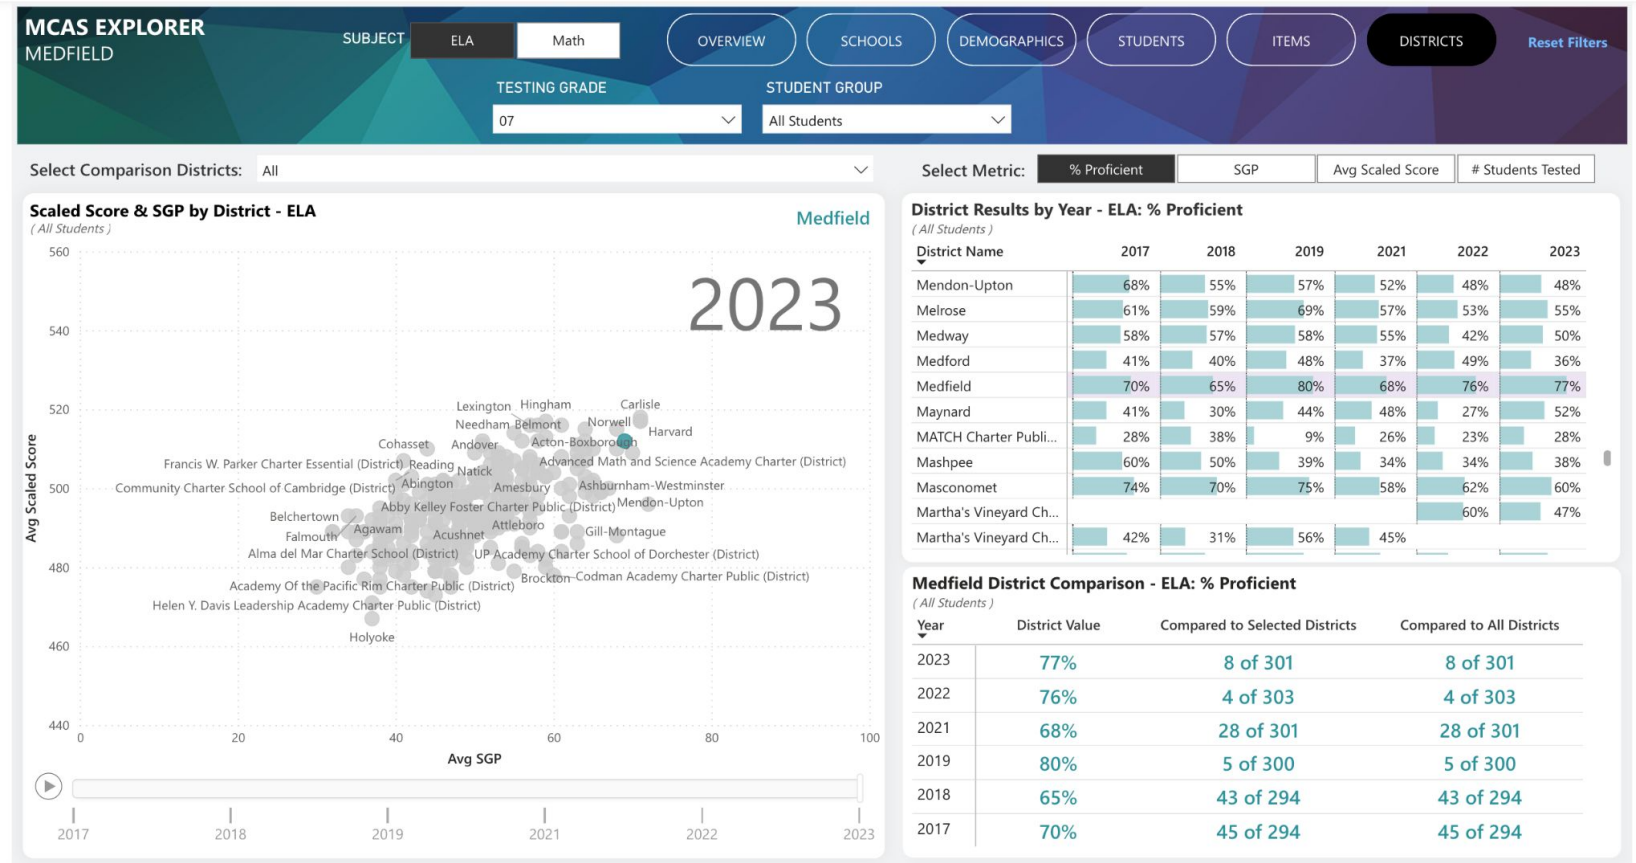 MCAS EXPLORER
MEDFIELD
SUBJECT ELA Math
OVERVIEW SCHOOLS DEMOGRAPHICS STUDENTS ITEMS DISTRICTS Reset Filters
TESTING GRADE STUDENT GROUP
07 All Students
Select Comparison Districts: All
Select Metric: % Proficient SGP Avg Scaled Score # Students Tested
Scaled Score & SGP by District - ELA
( All Students )
Medfield
2023
560
540
520
500
480
460
440
Avg Scaled Score
Lexington Hingham Carlisle
Needham Belmont Norwell
Harvard
Cohasset Andover Acton-Boxborough
Francis W. Parker Charter Essential (District) Reading Natick Advanced Math and Science Academy Charter (District)
Community Charter School of Cambridge (District) Abington Amesbury Ashburnham-Westminster
Abby Kelley Foster Charter Public (District) Mendon-Upton
Belchertown
Falmouth Agawam Acushnet Attleboro Gill-Montague
Alma del Mar Charter School (District) UP Academy Charter School of Dorchester (District)
Academy Of the Pacific Rim Charter Public (District) Brockton Codman Academy Charter Public (District)
Helen Y. Davis Leadership Academy Charter Public (District)
Holyoke
0 20 40 60 80 100
Avg SGP
2017 2018 2019 2021 2022 2023
District Results by Year - ELA: % Proficient
( All Students )
District Name 2017 2018 2019 2021 2022 2023
Mendon-Upton 68% 55% 57% 52% 48% 48%
Melrose 61% 59% 69% 57% 53% 55%
Medway 58% 57% 58% 55% 42% 50%
Medford 41% 40% 48% 37% 49% 36%
Medfield 70% 65% 80% 68% 76% 77%
Maynard 41% 30% 44% 48% 27% 52%
MATCH Charter Publi... 28% 38% 9% 26% 23% 28%
Mashpee 60% 50% 39% 34% 34% 38%
Masconomet 74% 70% 75% 58% 62% 60%
Martha's Vineyard Ch... 60% 47%
Martha's Vineyard Ch... 42% 31% 56% 45%
Medfield District Comparison - ELA: % Proficient
( All Students )
Year District Value Compared to Selected Districts Compared to All Districts
2023 77% 8 of 301 8 of 301
2022 76% 4 of 303 4 of 303
2021 68% 28 of 301 28 of 301
2019 80% 5 of 300 5 of 300
2018 65% 43 of 294 43 of 294
2017 70% 45 of 294 45 of 294